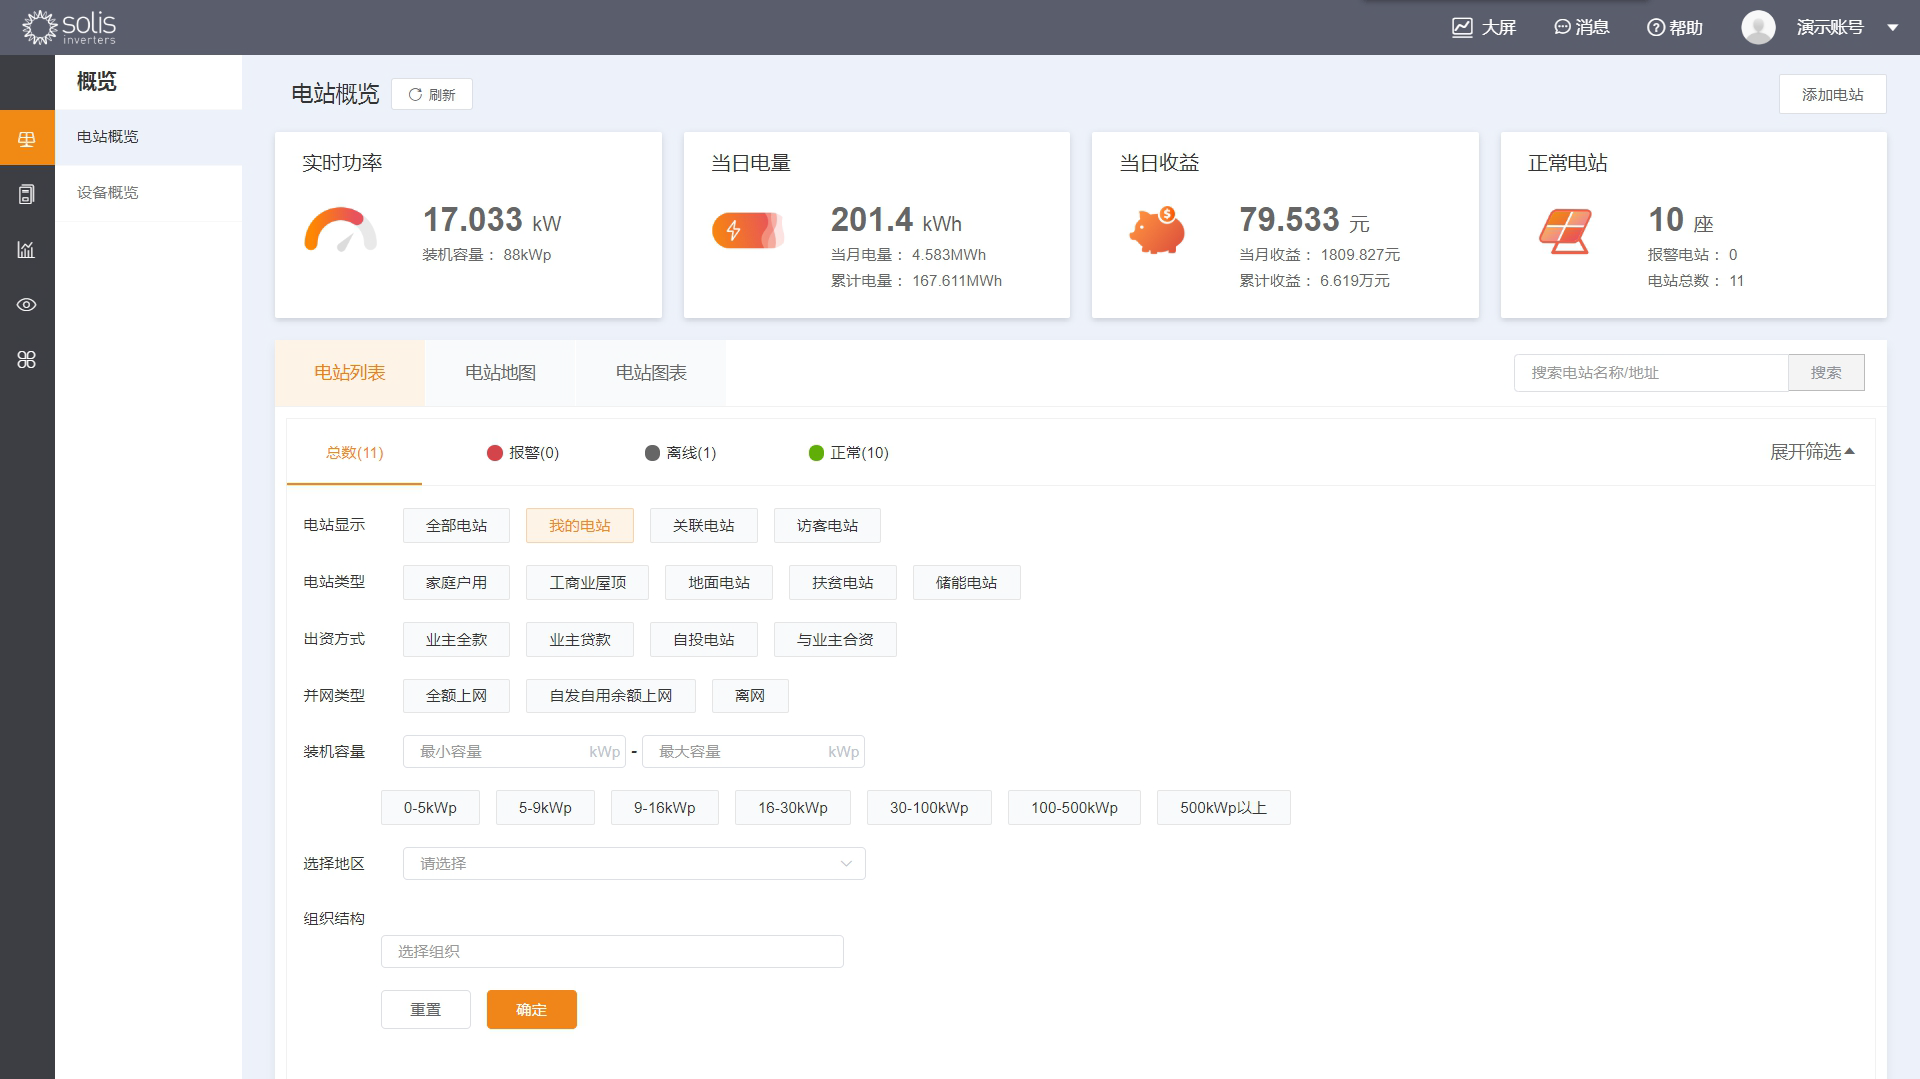 solis
inverters
大屏
消息
帮助
演示账号
概览
电站概览
设备概览
电站概览
刷新
添加电站
实时功率
17.033 kW
装机容量： 88kWp
当日电量
201.4 kWh
当月电量： 4.583MWh
累计电量： 167.611MWh
当日收益
79.533 元
当月收益： 1809.827元
累计收益： 6.619万元
正常电站
10 座
报警电站： 0
电站总数： 11
电站列表
电站地图
电站图表
搜索电站名称/地址
搜索
总数(11)
报警(0)
离线(1)
正常(10)
展开筛选
电站显示
全部电站
我的电站
关联电站
访客电站
电站类型
家庭户用
工商业屋顶
地面电站
扶贫电站
储能电站
出资方式
业主全款
业主贷款
自投电站
与业主合资
并网类型
全额上网
自发自用余额上网
离网
装机容量
最小容量 kWp - 最大容量 kWp
0-5kWp
5-9kWp
9-16kWp
16-30kWp
30-100kWp
100-500kWp
500kWp以上
选择地区
请选择
组织结构
选择组织
重置
确定